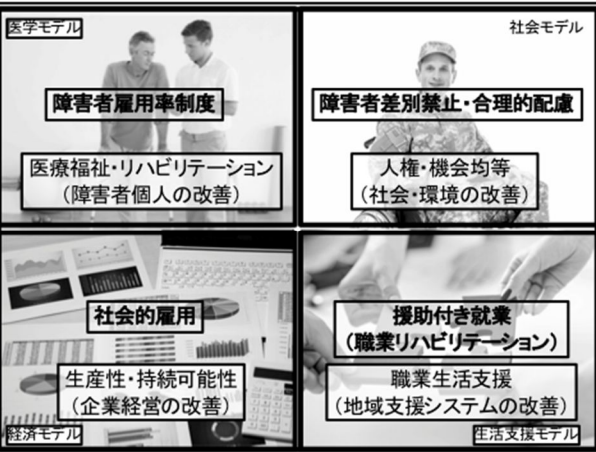 医学モデル
障害者雇用率制度
医療福祉・リハビリテーション
（障害者個人の改善）
社会モデル
障害者差別禁止・合理的配慮
人権・機会均等
（社会・環境の改善）
社会的雇用
生産性・持続可能性
（企業経営の改善）
経済モデル
援助付き就業
（職業リハビリテーション）
職業生活支援
（地域支援システムの改善）
生活支援モデル